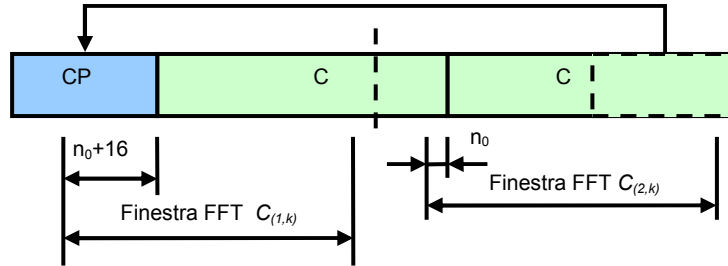 CP
C
C
n₀+16
n₀
Finestra FFT C₍₁,ₖ₎
Finestra FFT C₍₂,ₖ₎